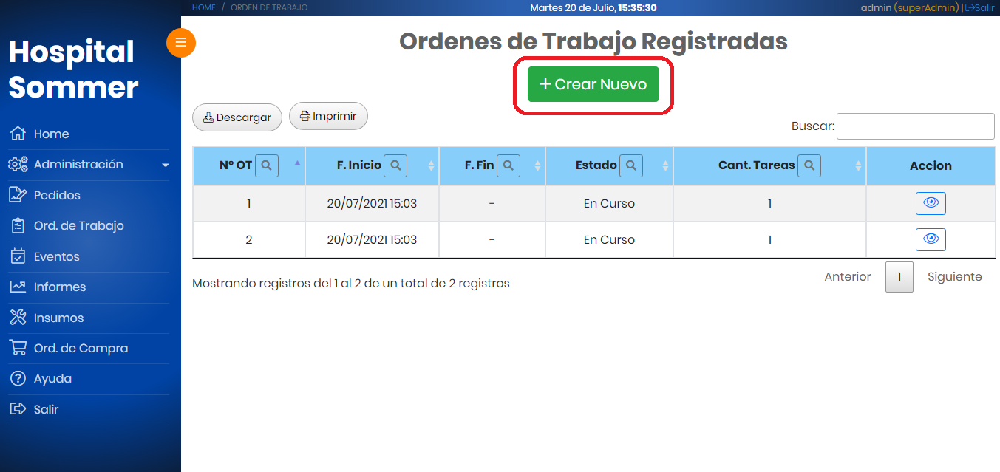 HOME / ORDEN DE TRABAJO
Martes 20 de Julio, 15:35:30
admin (superAdmin) | Salir
Hospital
Sommer
Home
Administración
Pedidos
Ord. de Trabajo
Eventos
Informes
Insumos
Ord. de Compra
Ayuda
Salir
Ordenes de Trabajo Registradas
+ Crear Nuevo
Descargar Imprimir
Buscar:
N° OT F. Inicio F. Fin Estado Cant. Tareas Accion
1 20/07/2021 15:03 - En Curso 1
2 20/07/2021 15:03 - En Curso 1
Mostrando registros del 1 al 2 de un total de 2 registros
Anterior 1 Siguiente